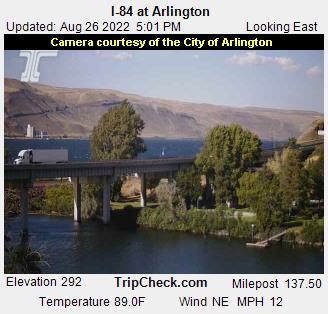 I-84 at Arlington
Updated: Aug 26 2022 5:01 PM Looking East
Camera courtesy of the City of Arlington
Elevation 292 TripCheck.com Milepost 137.50
Temperature 89.0F Wind NE MPH 12